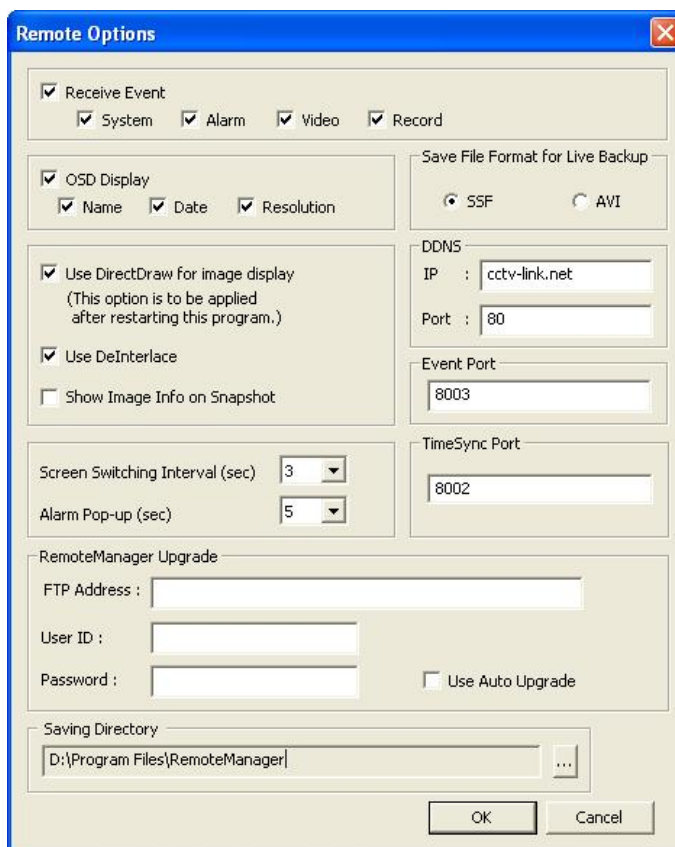 Remote Options
Receive Event
System Alarm Video Record
OSD Display
Name Date Resolution
Save File Format for Live Backup
SSF AVI
Use DirectDraw for image display
(This option is to be applied
after restarting this program.)
Use DeInterlace
Show Image Info on Snapshot
DDNS
IP : cctv-link.net
Port : 80
Event Port
8003
Screen Switching Interval (sec) 3
Alarm Pop-up (sec) 5
TimeSync Port
8002
RemoteManager Upgrade
FTP Address :
User ID :
Password :
Use Auto Upgrade
Saving Directory
D:\Program Files\RemoteManager
...
OK Cancel